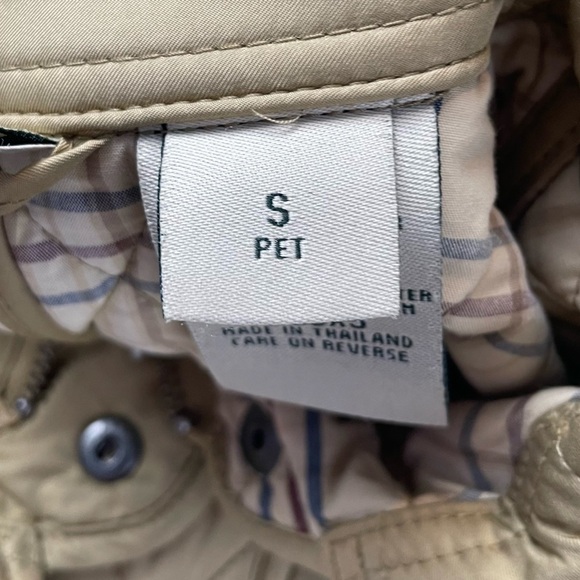 S
PET
MADE IN THAILAND
CARE ON REVERSE